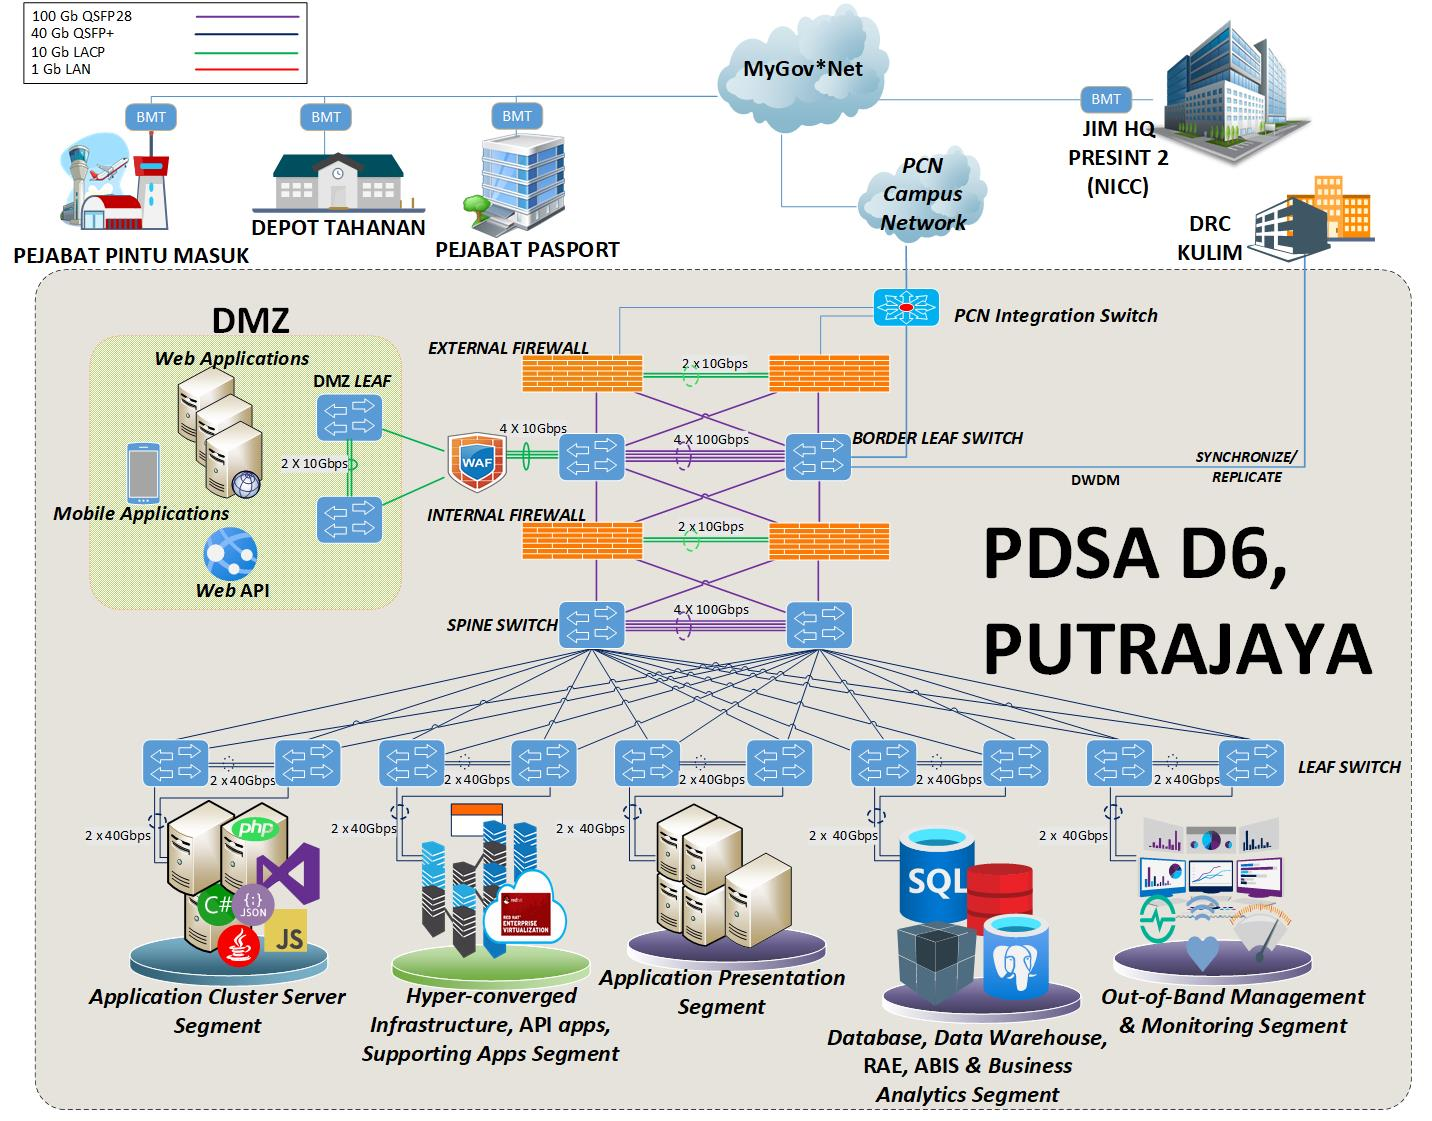 100 Gb QSFP28
40 Gb QSFP+
10 Gb LACP
1 Gb LAN
MyGov*Net
BMT
BMT
BMT
BMT
JIM HQ
PRESINT 2
(NICC)
PCN
Campus
Network
DRC
KULIM
PEJABAT PINTU MASUK
DEPOT TAHANAN
PEJABAT PASPORT
DMZ
PCN Integration Switch
EXTERNAL FIREWALL
2 x 10Gbps
Web Applications
DMZ LEAF
4 X 10Gbps
4 X 100Gbps
BORDER LEAF SWITCH
WAF
2 X 10Gbps
SYNCHRONIZE/
REPLICATE
DWDM
Mobile Applications
INTERNAL FIREWALL
2 x 10Gbps
Web API
PDSA D6,
PUTRAJAYA
4 X 100Gbps
SPINE SWITCH
LEAF SWITCH
2 x 40Gbps
2 x 40Gbps
2 x 40Gbps
2 x 40Gbps
2 x 40Gbps
2 x 40Gbps
2 x 40Gbps
2 x 40Gbps
2 x 40Gbps
2 x 40Gbps
php
C#
{;}
JSON
JS
Java
redhat
RED HAT
ENTERPRISE
VIRTUALIZATION
SQL
Application Cluster Server
Segment
Hyper-converged
Infrastructure, API apps,
Supporting Apps Segment
Application Presentation
Segment
Database, Data Warehouse,
RAE, ABIS & Business
Analytics Segment
Out-of-Band Management
& Monitoring Segment